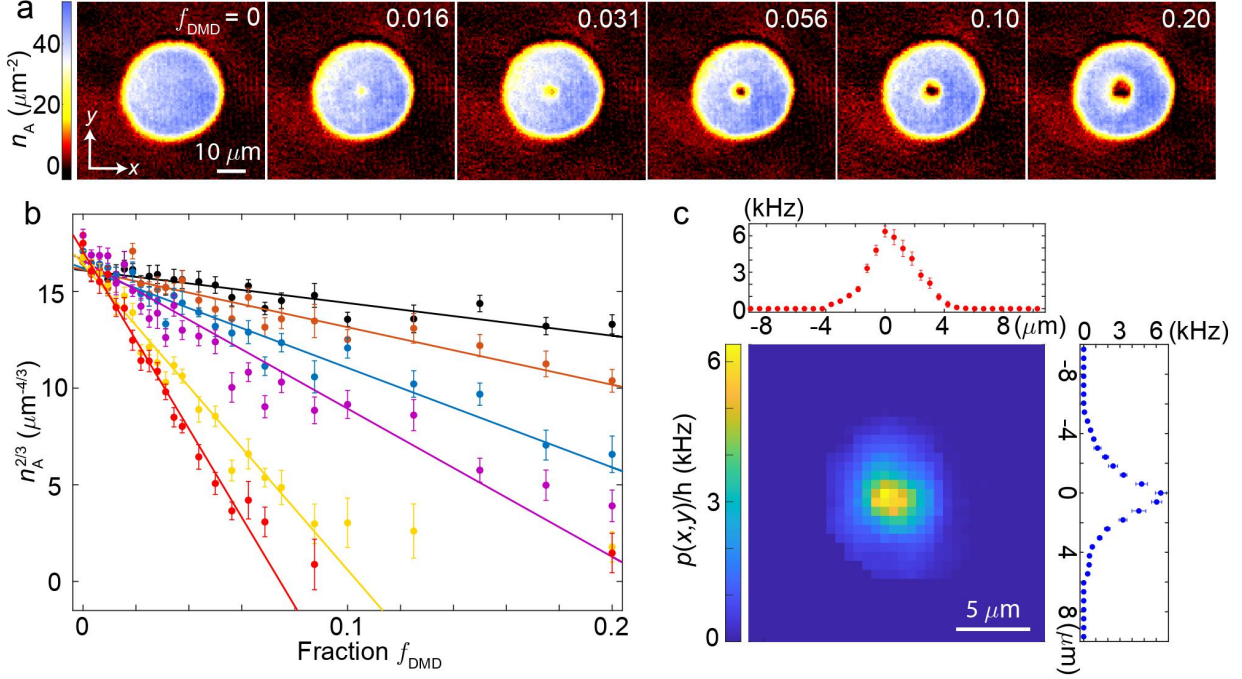 a
f_DMD = 0
0.016
0.031
0.056
0.10
0.20
n_A (μm⁻²)
40
20
0
y
x
10 μm
b
n_A^2/3 (μm⁻⁴/³)
15
10
5
0
0
0.1
0.2
Fraction f_DMD
c
(kHz)
6
3
0
-8
-4
0
4
8
(μm)
0
3
6
(kHz)
-8
-4
0
4
8
(μm)
p(x,y)/h (kHz)
6
3
0
5 μm